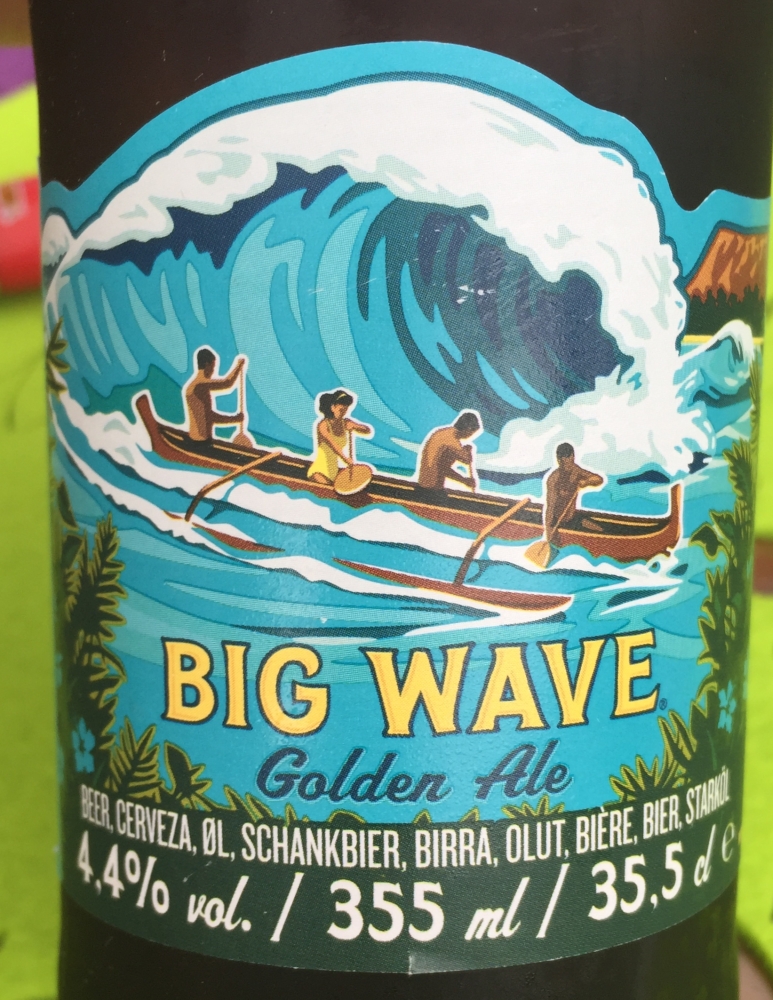 BIG WAVE®
Golden Ale
BEER, CERVEZA, ØL, SCHANKBIER, BIRRA, OLUT, BIÈRE, BIER, STARKÖL
4,4% vol. / 355 ml / 35,5 cl ℮